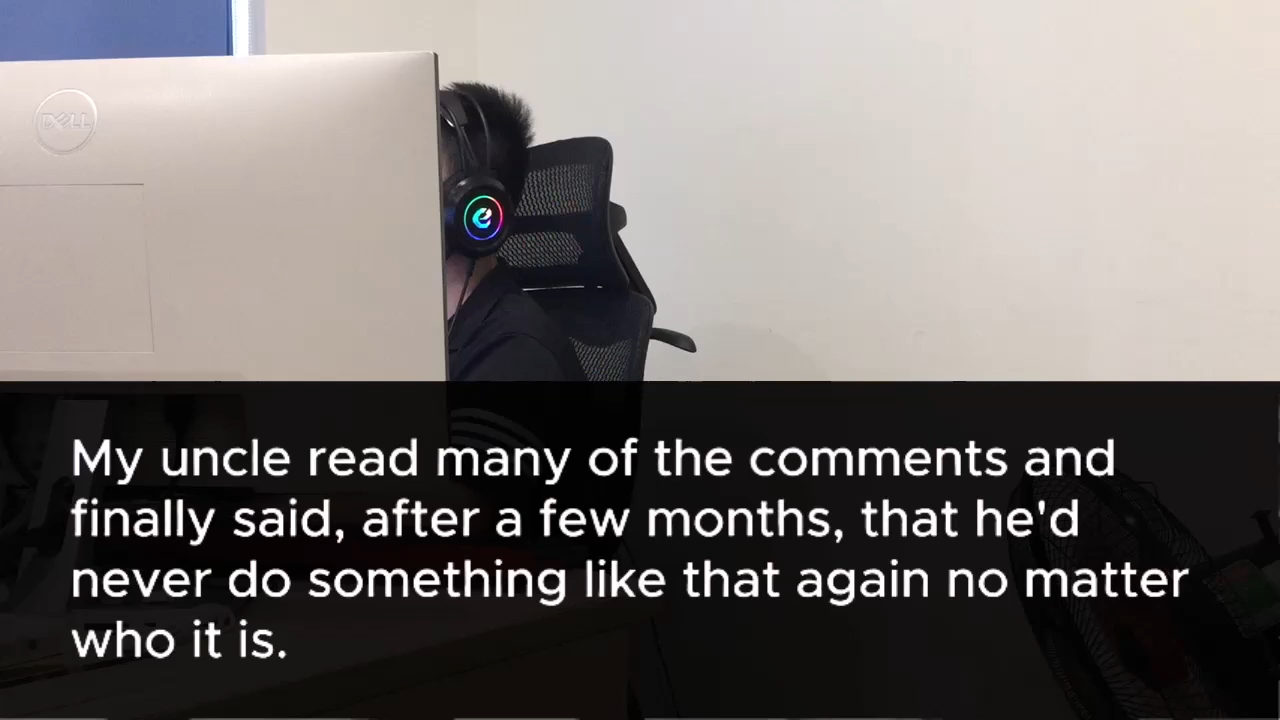 DELL
My uncle read many of the comments and
finally said, after a few months, that he'd
never do something like that again no matter
who it is.